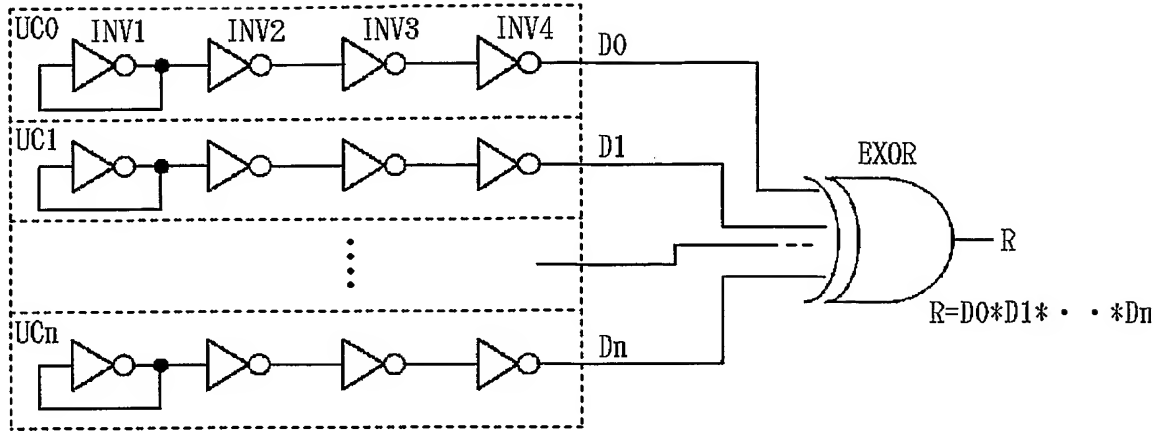 UC0 INV1 INV2 INV3 INV4 D0
UC1 D1
EXOR
R
R=D0*D1*・・*Dn
UCn Dn